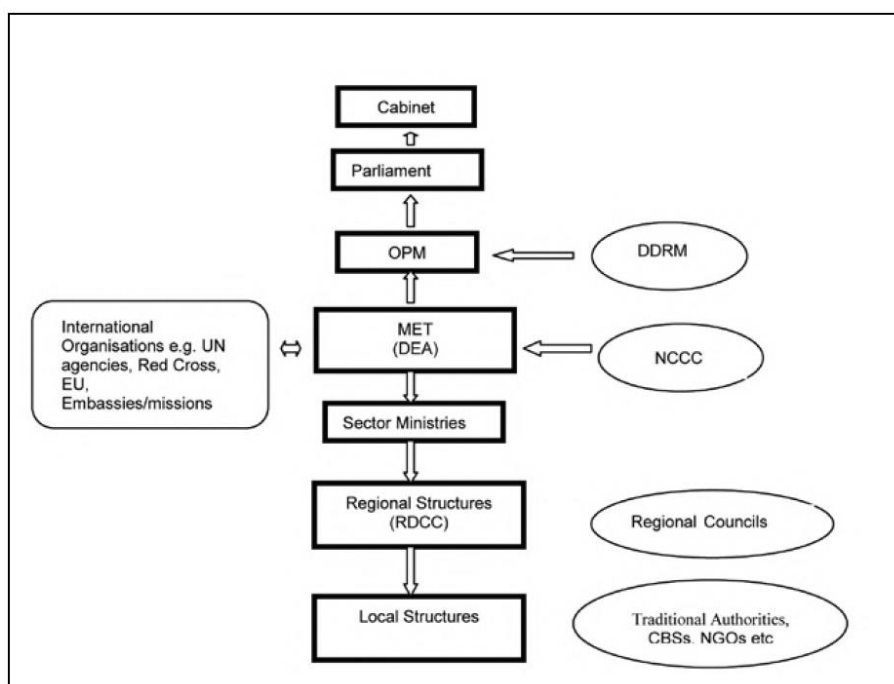 Cabinet
Parliament
OPM
DDRM
International
Organisations e.g. UN
agencies, Red Cross,
EU,
Embassies/missions
MET
(DEA)
NCCC
Sector Ministries
Regional Structures
(RDCC)
Regional Councils
Local Structures
Traditional Authorities,
CBSs, NGOs etc